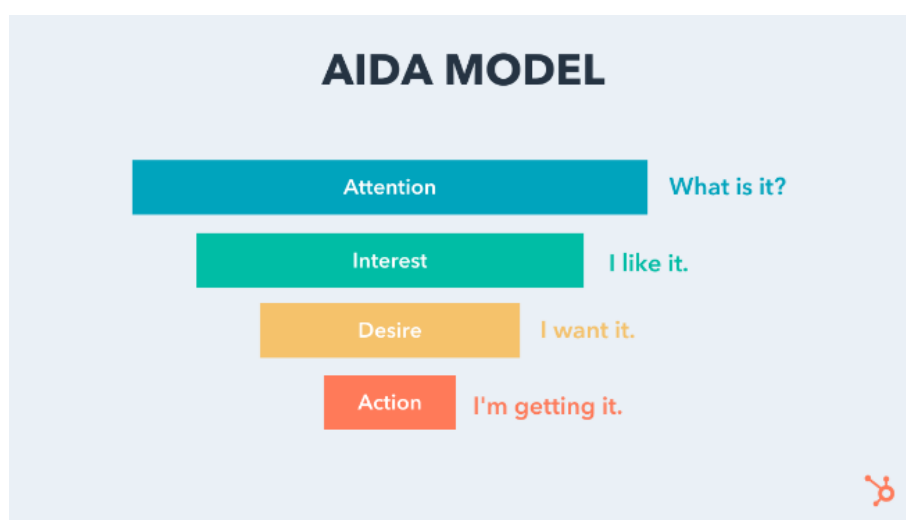 AIDA MODEL
Attention What is it?
Interest I like it.
Desire I want it.
Action I'm getting it.